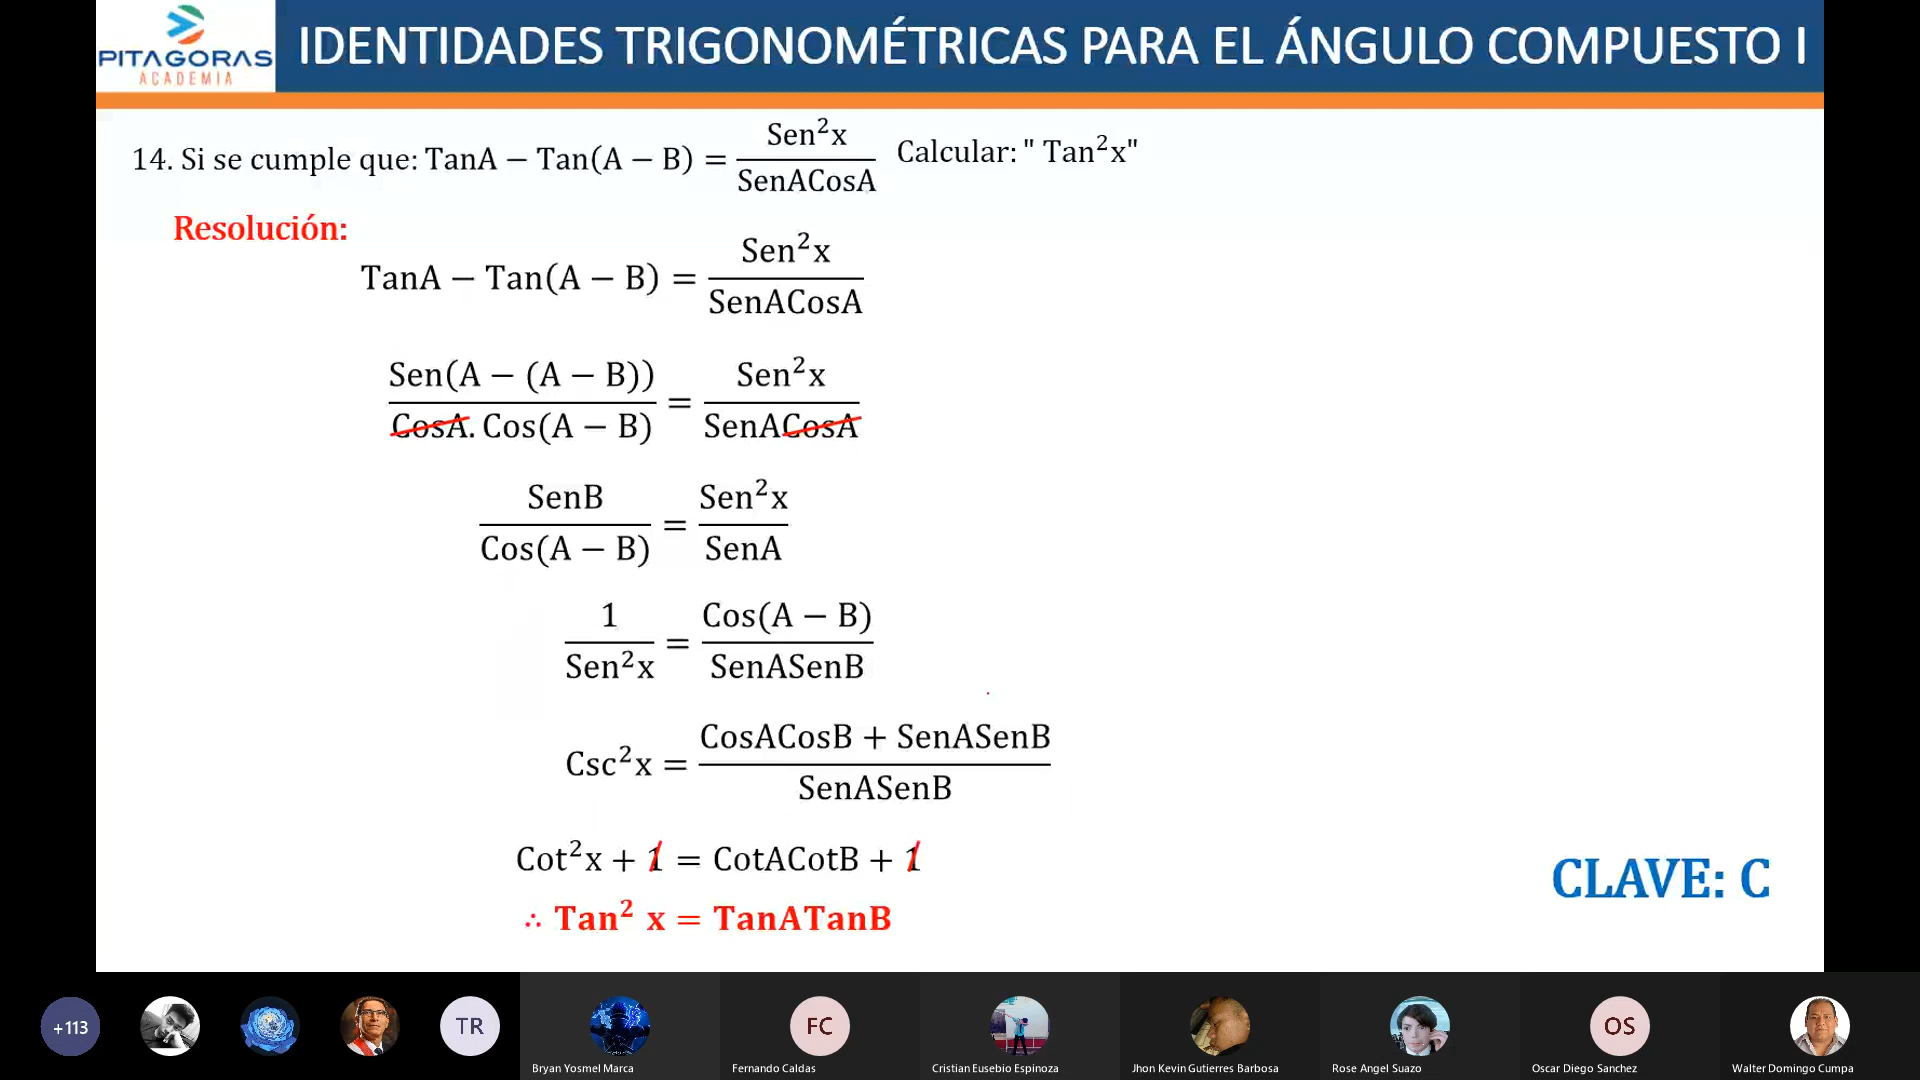 PITAGORAS
ACADEMIA
IDENTIDADES TRIGONOMÉTRICAS PARA EL ÁNGULO COMPUESTO I
14. Si se cumple que: TanA − Tan(A − B) = Sen²x / SenACosA Calcular: " Tan²x"
Resolución:
TanA − Tan(A − B) = Sen²x / SenACosA
Sen(A − (A − B)) / CosA. Cos(A − B) = Sen²x / SenACosA
SenB / Cos(A − B) = Sen²x / SenA
1 / Sen²x = Cos(A − B) / SenASenB
Csc²x = CosACosB + SenASenB / SenASenB
Cot²x + 1 = CotACotB + 1
∴ Tan² x = TanATanB
CLAVE: C
+113
TR
FC
OS
Bryan Yosmel Marca
Fernando Caldas
Cristian Eusebio Espinoza
Jhon Kevin Gutierres Barbosa
Rose Angel Suazo
Oscar Diego Sanchez
Walter Domingo Cumpa